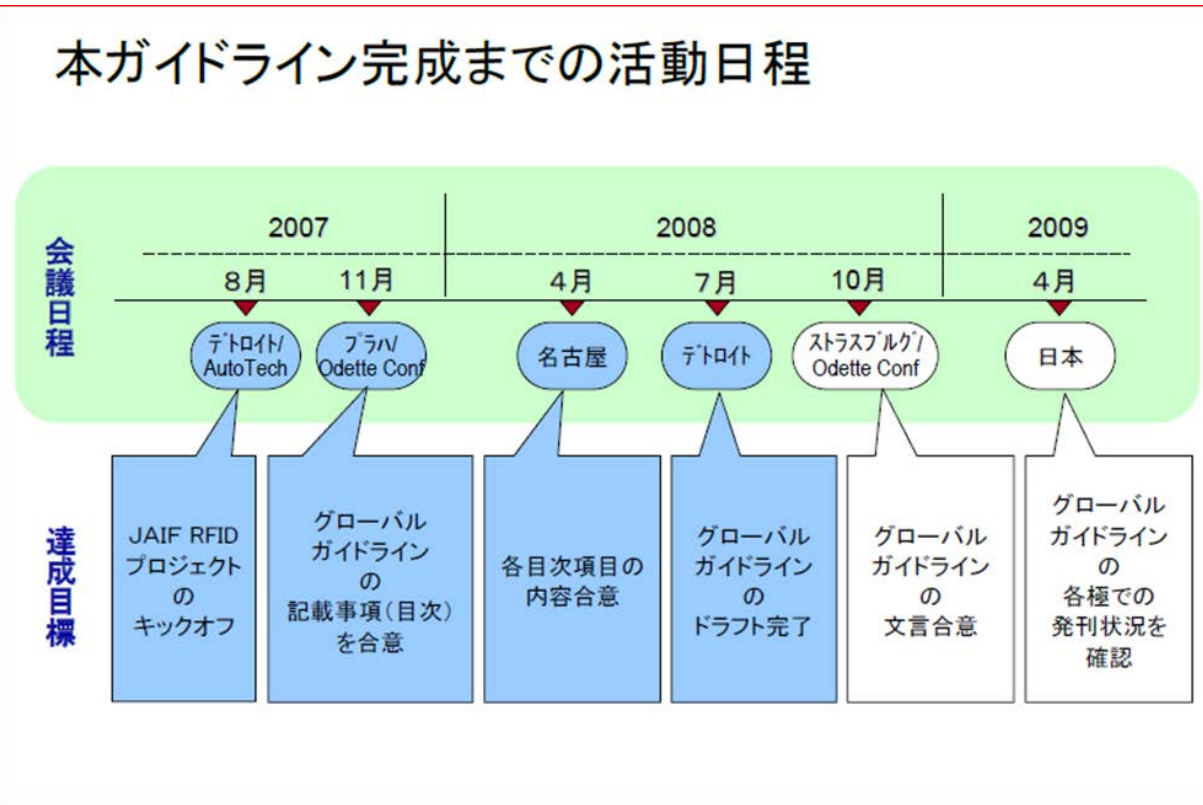 本ガイドライン完成までの活動日程
会議日程
2007
2008
2009
8月
11月
4月
7月
10月
4月
ﾃﾞﾄﾛｲﾄ/
AutoTech
ﾌﾟﾗﾊ/
Odette Conf
名古屋
ﾃﾞﾄﾛｲﾄ
ｽﾄﾗｽﾌﾞﾙｸﾞ/
Odette Conf
日本
達成目標
JAIF RFID
プロジェクト
の
キックオフ
グローバル
ガイドライン
の
記載事項(目次)
を合意
各目次項目の
内容合意
グローバル
ガイドライン
の
ドラフト完了
グローバル
ガイドライン
の
文言合意
グローバル
ガイドライン
の
各極での
発刊状況を
確認